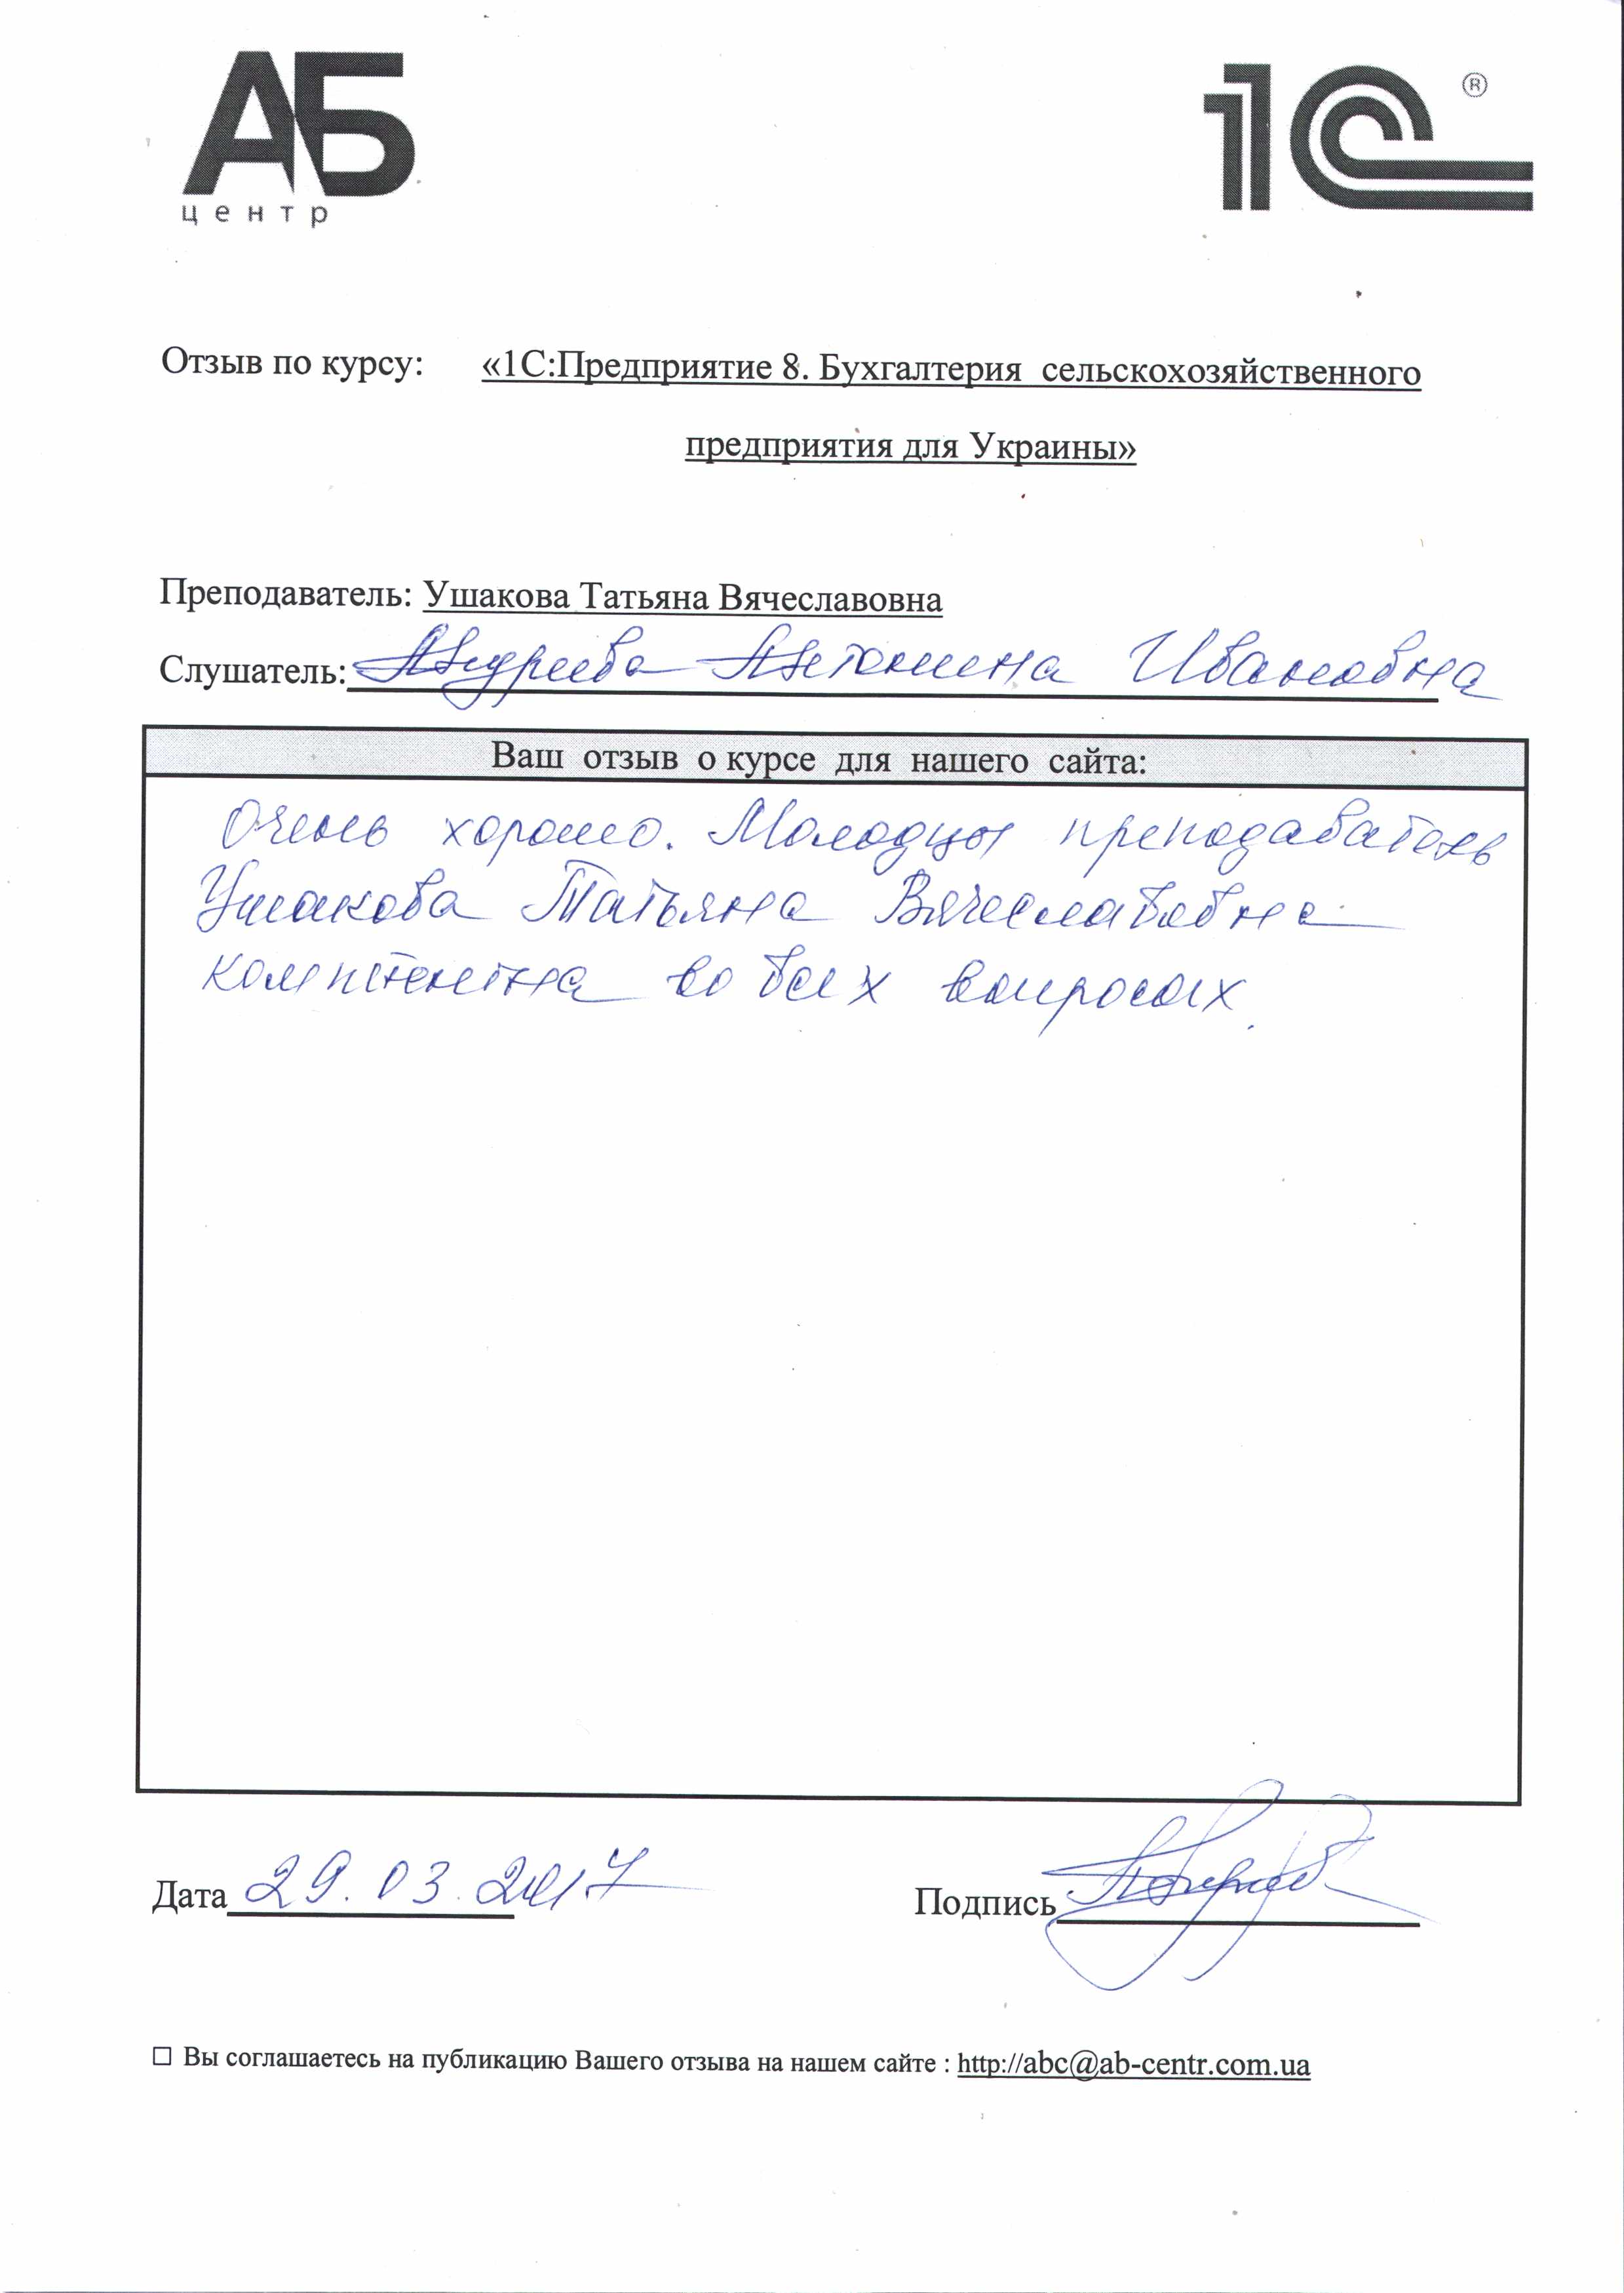 АБ
центр
1С ®
Отзыв по курсу: «1С:Предприятие 8. Бухгалтерия сельскохозяйственного
предприятия для Украины»
Преподаватель: Ушакова Татьяна Вячеславовна
Слушатель: Андреева Антонина Ивановна
Ваш отзыв о курсе для нашего сайта:
Очень хорошо. Молодцы преподаватель
Ушакова Татьяна Вячеславовна
компетентна во всех вопросах.
Дата 29.03.2017 Подпись
☐ Вы соглашаетесь на публикацию Вашего отзыва на нашем сайте : http://abc@ab-centr.com.ua